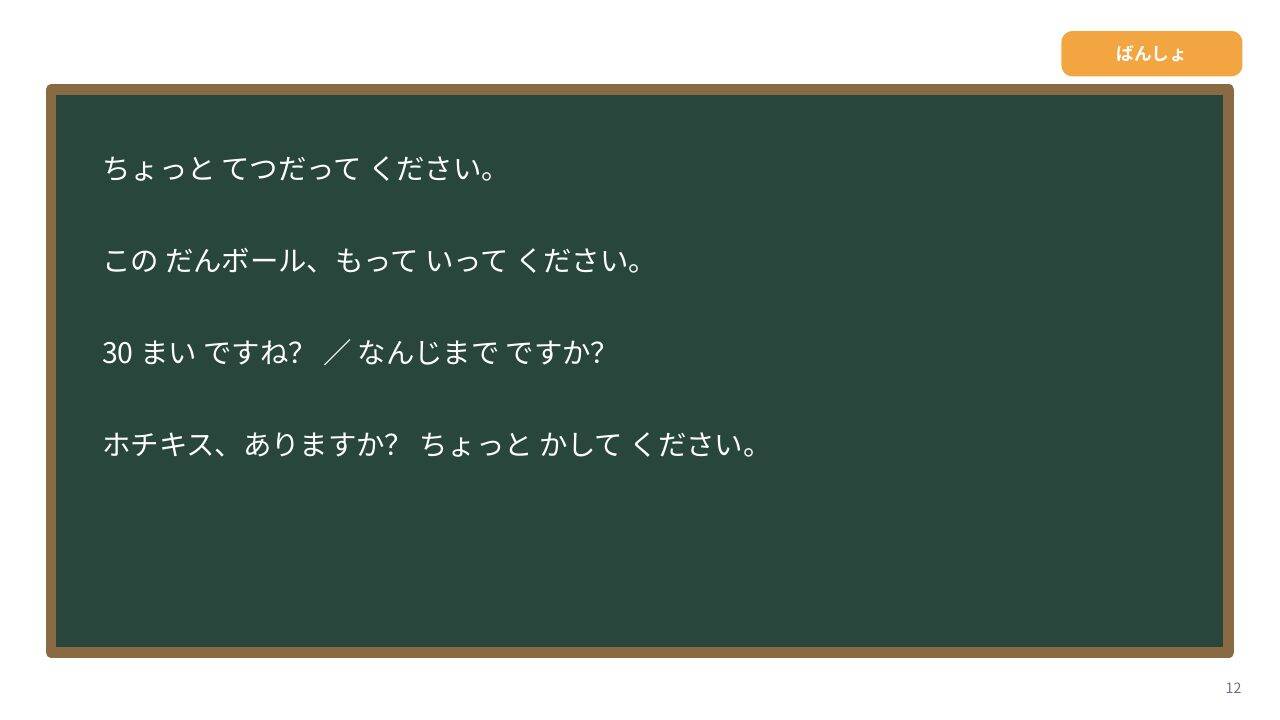 ばんしょ
ちょっと てつだって ください。
この だんボール、もって いって ください。
30 まい ですね? ／ なんじまで ですか?
ホチキス、ありますか? ちょっと かして ください。
12